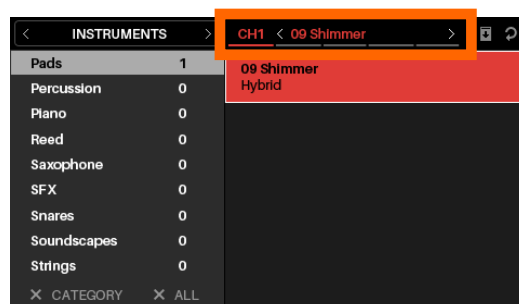 < INSTRUMENTS >
CH1 < 09 Shimmer >
Pads 1
Percussion 0
Piano 0
Reed 0
Saxophone 0
SFX 0
Snares 0
Soundscapes 0
Strings 0
× CATEGORY × ALL
09 Shimmer
Hybrid